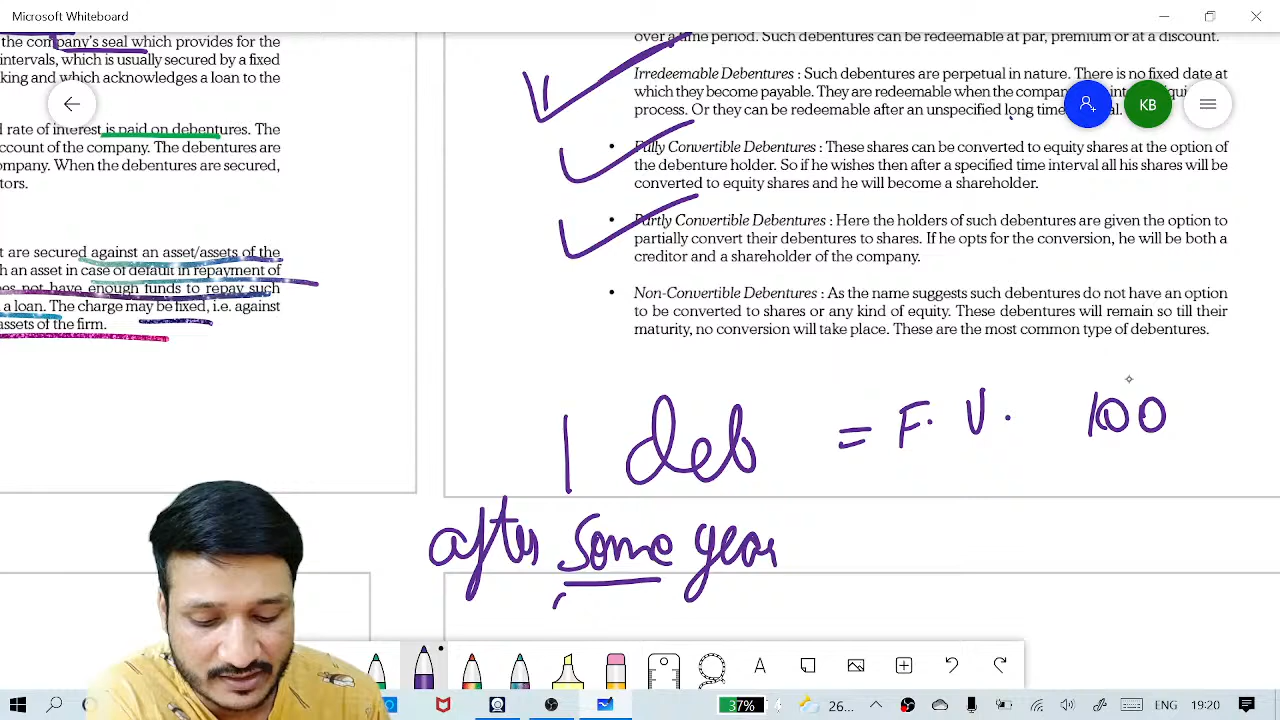 Microsoft Whiteboard
the company's seal which provides for the
intervals, which is usually secured by a fixed
king and which acknowledges a loan to the
d rate of interest is paid on debentures. The
account of the company. The debentures are
ompany. When the debentures are secured,
tors.
t are secured against an asset/assets of the
h an asset in case of default in repayment of
es not have enough funds to repay such
a loan. The charge may be fixed, i.e. against
assets of the firm.
over a time period. Such debentures can be redeemable at par, premium or at a discount.
Irredeemable Debentures : Such debentures are perpetual in nature. There is no fixed date at
which they become payable. They are redeemable when the company
process. Or they can be redeemable after an unspecified long time
• Fully Convertible Debentures : These shares can be converted to equity shares at the option of
the debenture holder. So if he wishes then after a specified time interval all his shares will be
converted to equity shares and he will become a shareholder.
• Partly Convertible Debentures : Here the holders of such debentures are given the option to
partially convert their debentures to shares. If he opts for the conversion, he will be both a
creditor and a shareholder of the company.
• Non-Convertible Debentures : As the name suggests such debentures do not have an option
to be converted to shares or any kind of equity. These debentures will remain so till their
maturity, no conversion will take place. These are the most common type of debentures.
KB
1 deb = F. V. 100
after some year
A
37%
26...
ENG
19:20